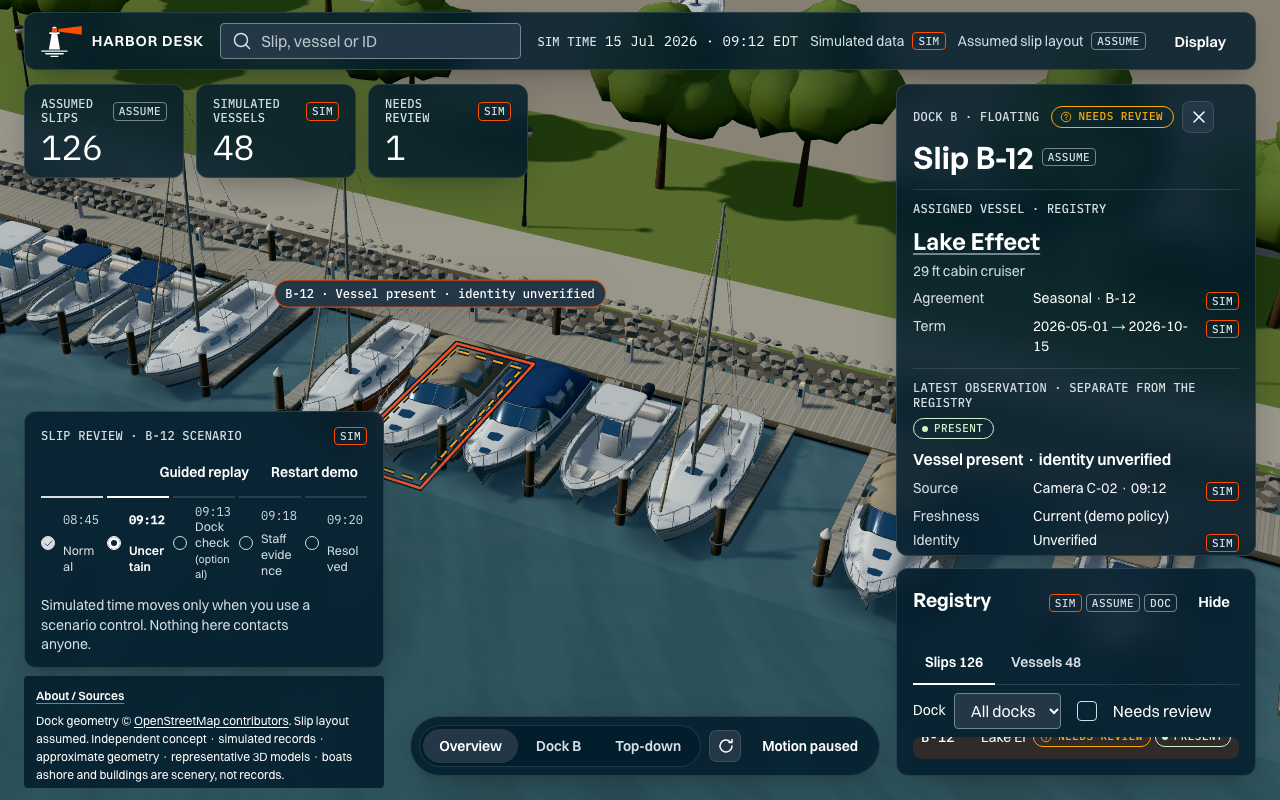 HARBOR DESK
Slip, vessel or ID
SIM TIME 15 Jul 2026 · 09:12 EDT
Simulated data SIM
Assumed slip layout ASSUME
Display
ASSUMED SLIPS ASSUME
126
SIMULATED VESSELS SIM
48
NEEDS REVIEW SIM
1
B-12 · Vessel present · identity unverified
DOCK B · FLOATING
NEEDS REVIEW
Slip B-12 ASSUME
ASSIGNED VESSEL · REGISTRY
Lake Effect
29 ft cabin cruiser
Agreement Seasonal · B-12 SIM
Term 2026-05-01 → 2026-10-15 SIM
LATEST OBSERVATION · SEPARATE FROM THE
REGISTRY
PRESENT
Vessel present · identity unverified
Source Camera C-02 · 09:12 SIM
Freshness Current (demo policy)
Identity Unverified SIM
SLIP REVIEW · B-12 SCENARIO SIM
Guided replay Restart demo
08:45 Normal
09:12 Uncertain
09:13 Dock check (optional)
09:18 Staff evidence
09:20 Resolved
Simulated time moves only when you use a
scenario control. Nothing here contacts
anyone.
About / Sources
Dock geometry © OpenStreetMap contributors. Slip layout
assumed. Independent concept · simulated records ·
approximate geometry · representative 3D models · boats
ashore and buildings are scenery, not records.
Overview Dock B Top-down Motion paused
Registry SIM ASSUME DOC Hide
Slips 126 Vessels 48
Dock All docks Needs review
B-12 Lake Ef NEEDS REVIEW PRESENT